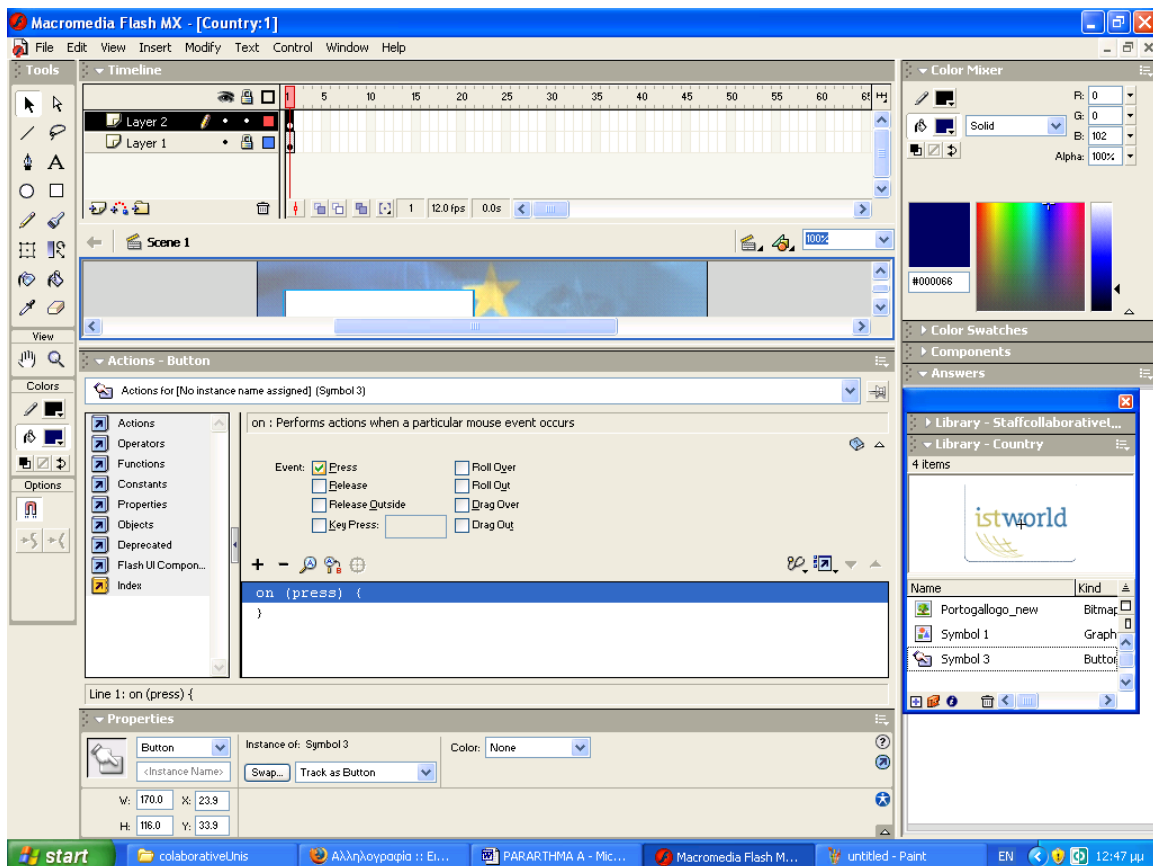 Macromedia Flash MX - [Country:1]
File Edit View Insert Modify Text Control Window Help
Tools
View
Colors
Options
Timeline
1 5 10 15 20 25 30 35 40 45 50 55 60 65
Layer 2
Layer 1
1 12.0 fps 0.0s
Scene 1
100%
Actions - Button
Actions for [No instance name assigned] (Symbol 3)
Actions
Operators
Functions
Constants
Properties
Objects
Deprecated
Flash UI Compon...
Index
on : Performs actions when a particular mouse event occurs
Event: Press Roll Over
Release Roll Out
Release Outside Drag Over
Key Press: Drag Out
on (press) {
}
Line 1: on (press) {
Properties
Button Instance of: Symbol 3 Color: None
<Instance Name> Swap... Track as Button
W: 170.0 X: 23.9
H: 116.0 Y: 33.9
Color Mixer
R: 0
Solid G: 0
B: 102
Alpha: 100%
#000066
Color Swatches
Components
Answers
Library - Staffcollaborativet...
Library - Country
4 items
istworld
Name Kind
Portogallogo_new Bitmap
Symbol 1 Graph
Symbol 3 Button
start colaborativeUnis Αλληλογραφία :: Ει... PARARTHMA A - Mic... Macromedia Flash M... untitled - Paint EN 12:47 μμ